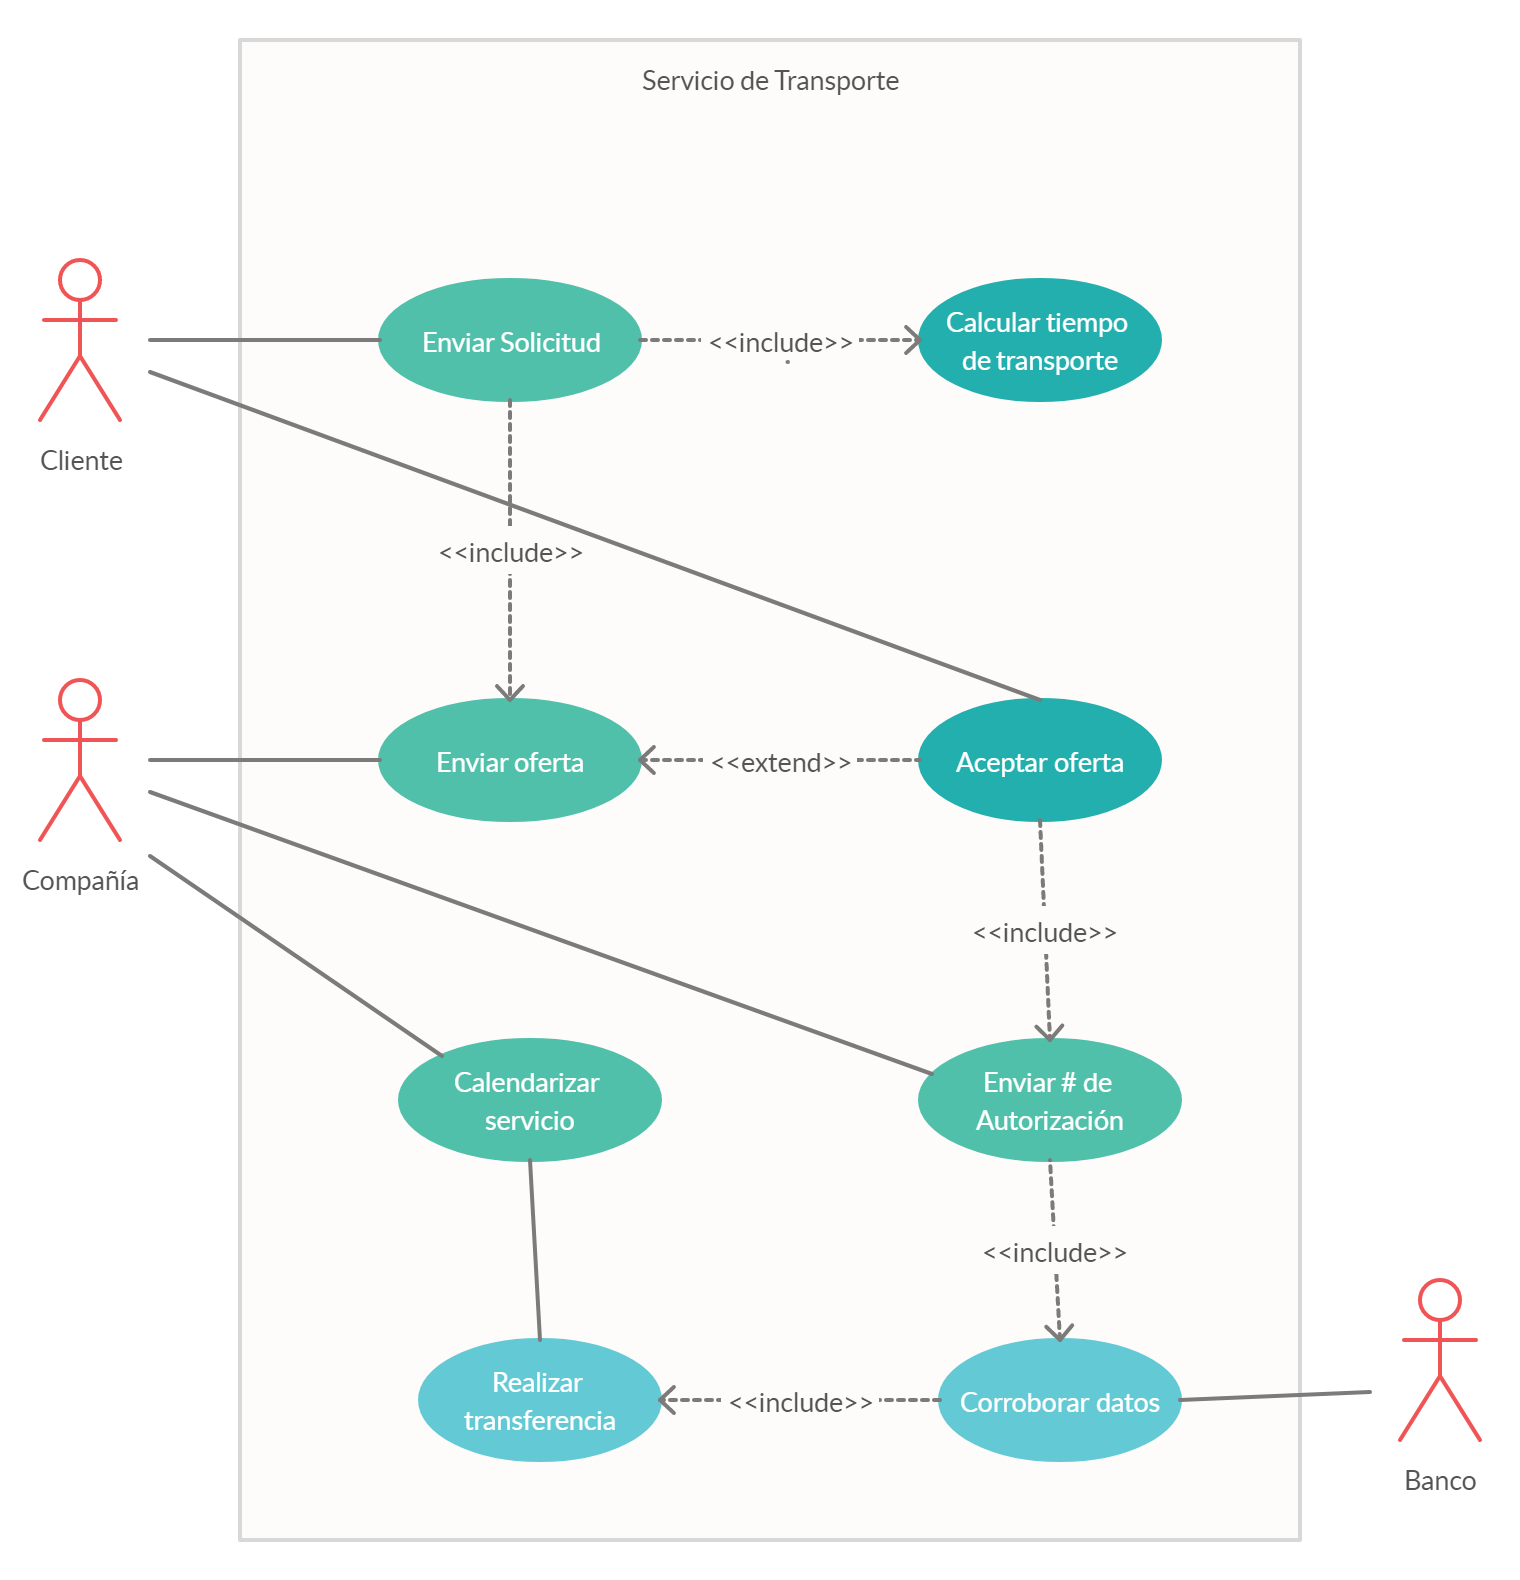 Servicio de Transporte
Enviar Solicitud
<<include>>
Calcular tiempo
de transporte
Cliente
<<include>>
Enviar oferta
<<extend>>
Aceptar oferta
Compañía
<<include>>
Calendarizar
servicio
Enviar # de
Autorización
<<include>>
Realizar
transferencia
<<include>>
Corroborar datos
Banco